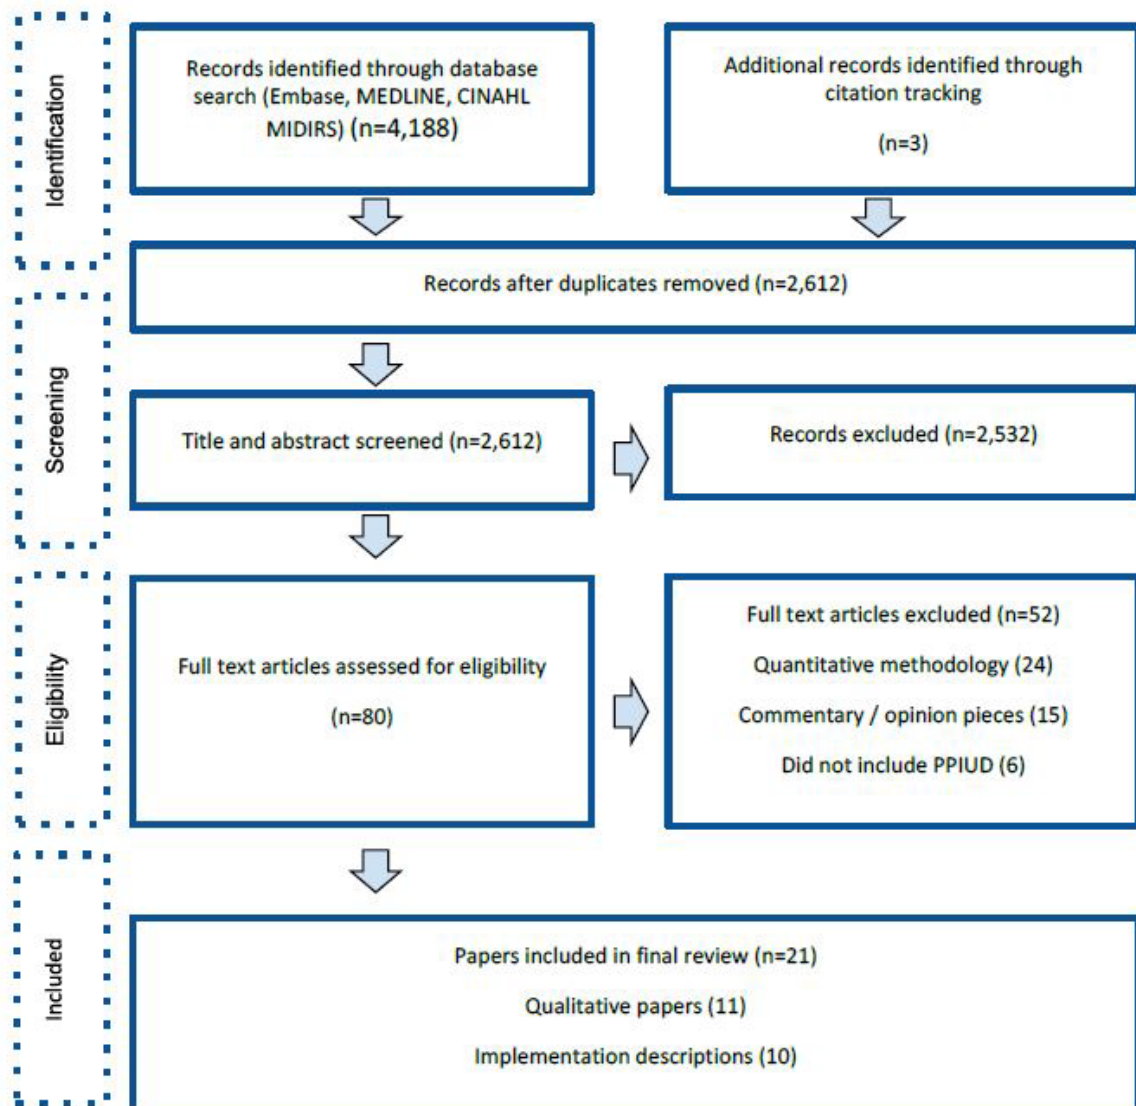 Identification
Records identified through database
search (Embase, MEDLINE, CINAHL
MIDIRS) (n=4,188)
Additional records identified through
citation tracking
(n=3)
Records after duplicates removed (n=2,612)
Screening
Title and abstract screened (n=2,612)
Records excluded (n=2,532)
Eligibility
Full text articles assessed for eligibility
(n=80)
Full text articles excluded (n=52)
Quantitative methodology (24)
Commentary / opinion pieces (15)
Did not include PPIUD (6)
Included
Papers included in final review (n=21)
Qualitative papers (11)
Implementation descriptions (10)